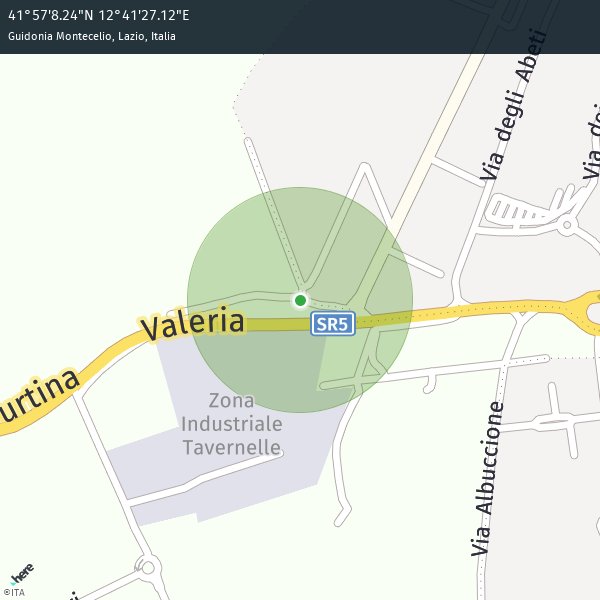 41°57'8.24"N 12°41'27.12"E
Guidonia Montecelio, Lazio, Italia
Via degli Abeti
Via dei
Valeria
SR5
urtina
Zona
Industriale
Tavernelle
Via Albuccione
here
©ITA